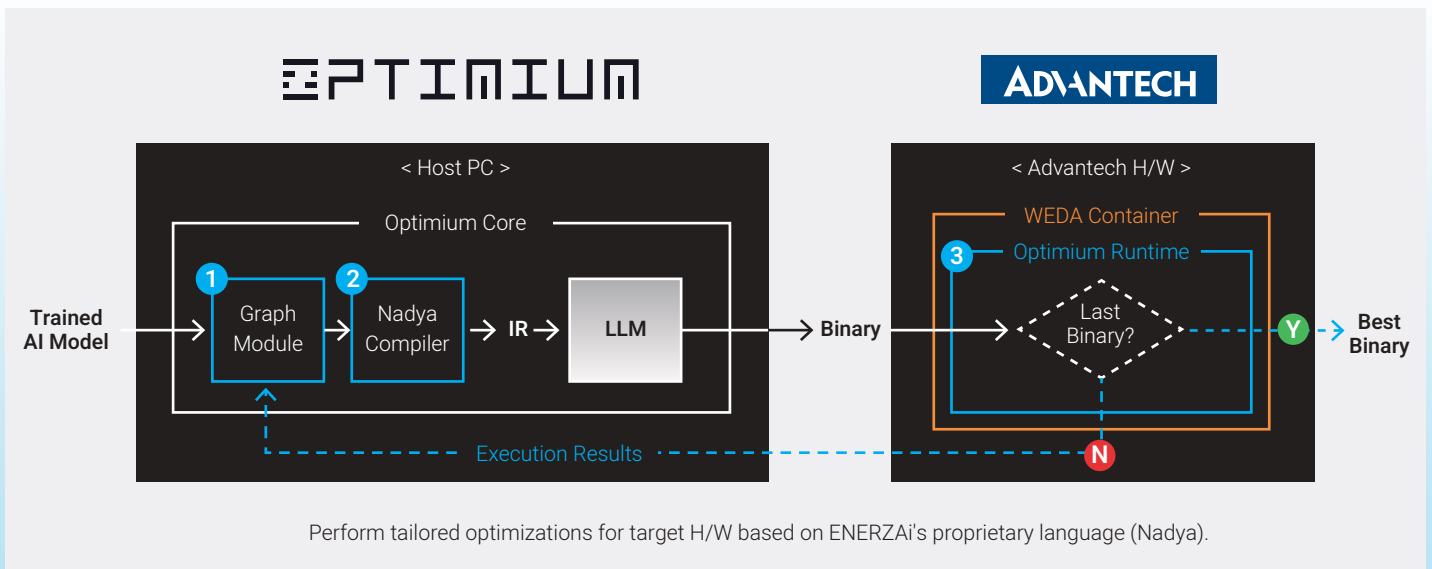 OPTIMIUM
ADVANTECH
< Host PC >
< Advantech H/W >
Optimium Core
WEDA Container
Optimium Runtime
1
2
3
Trained
AI Model
Graph
Module
Nadya
Compiler
IR
LLM
Binary
Last
Binary?
Y
Best
Binary
Execution Results
N
Perform tailored optimizations for target H/W based on ENERZAi's proprietary language (Nadya).